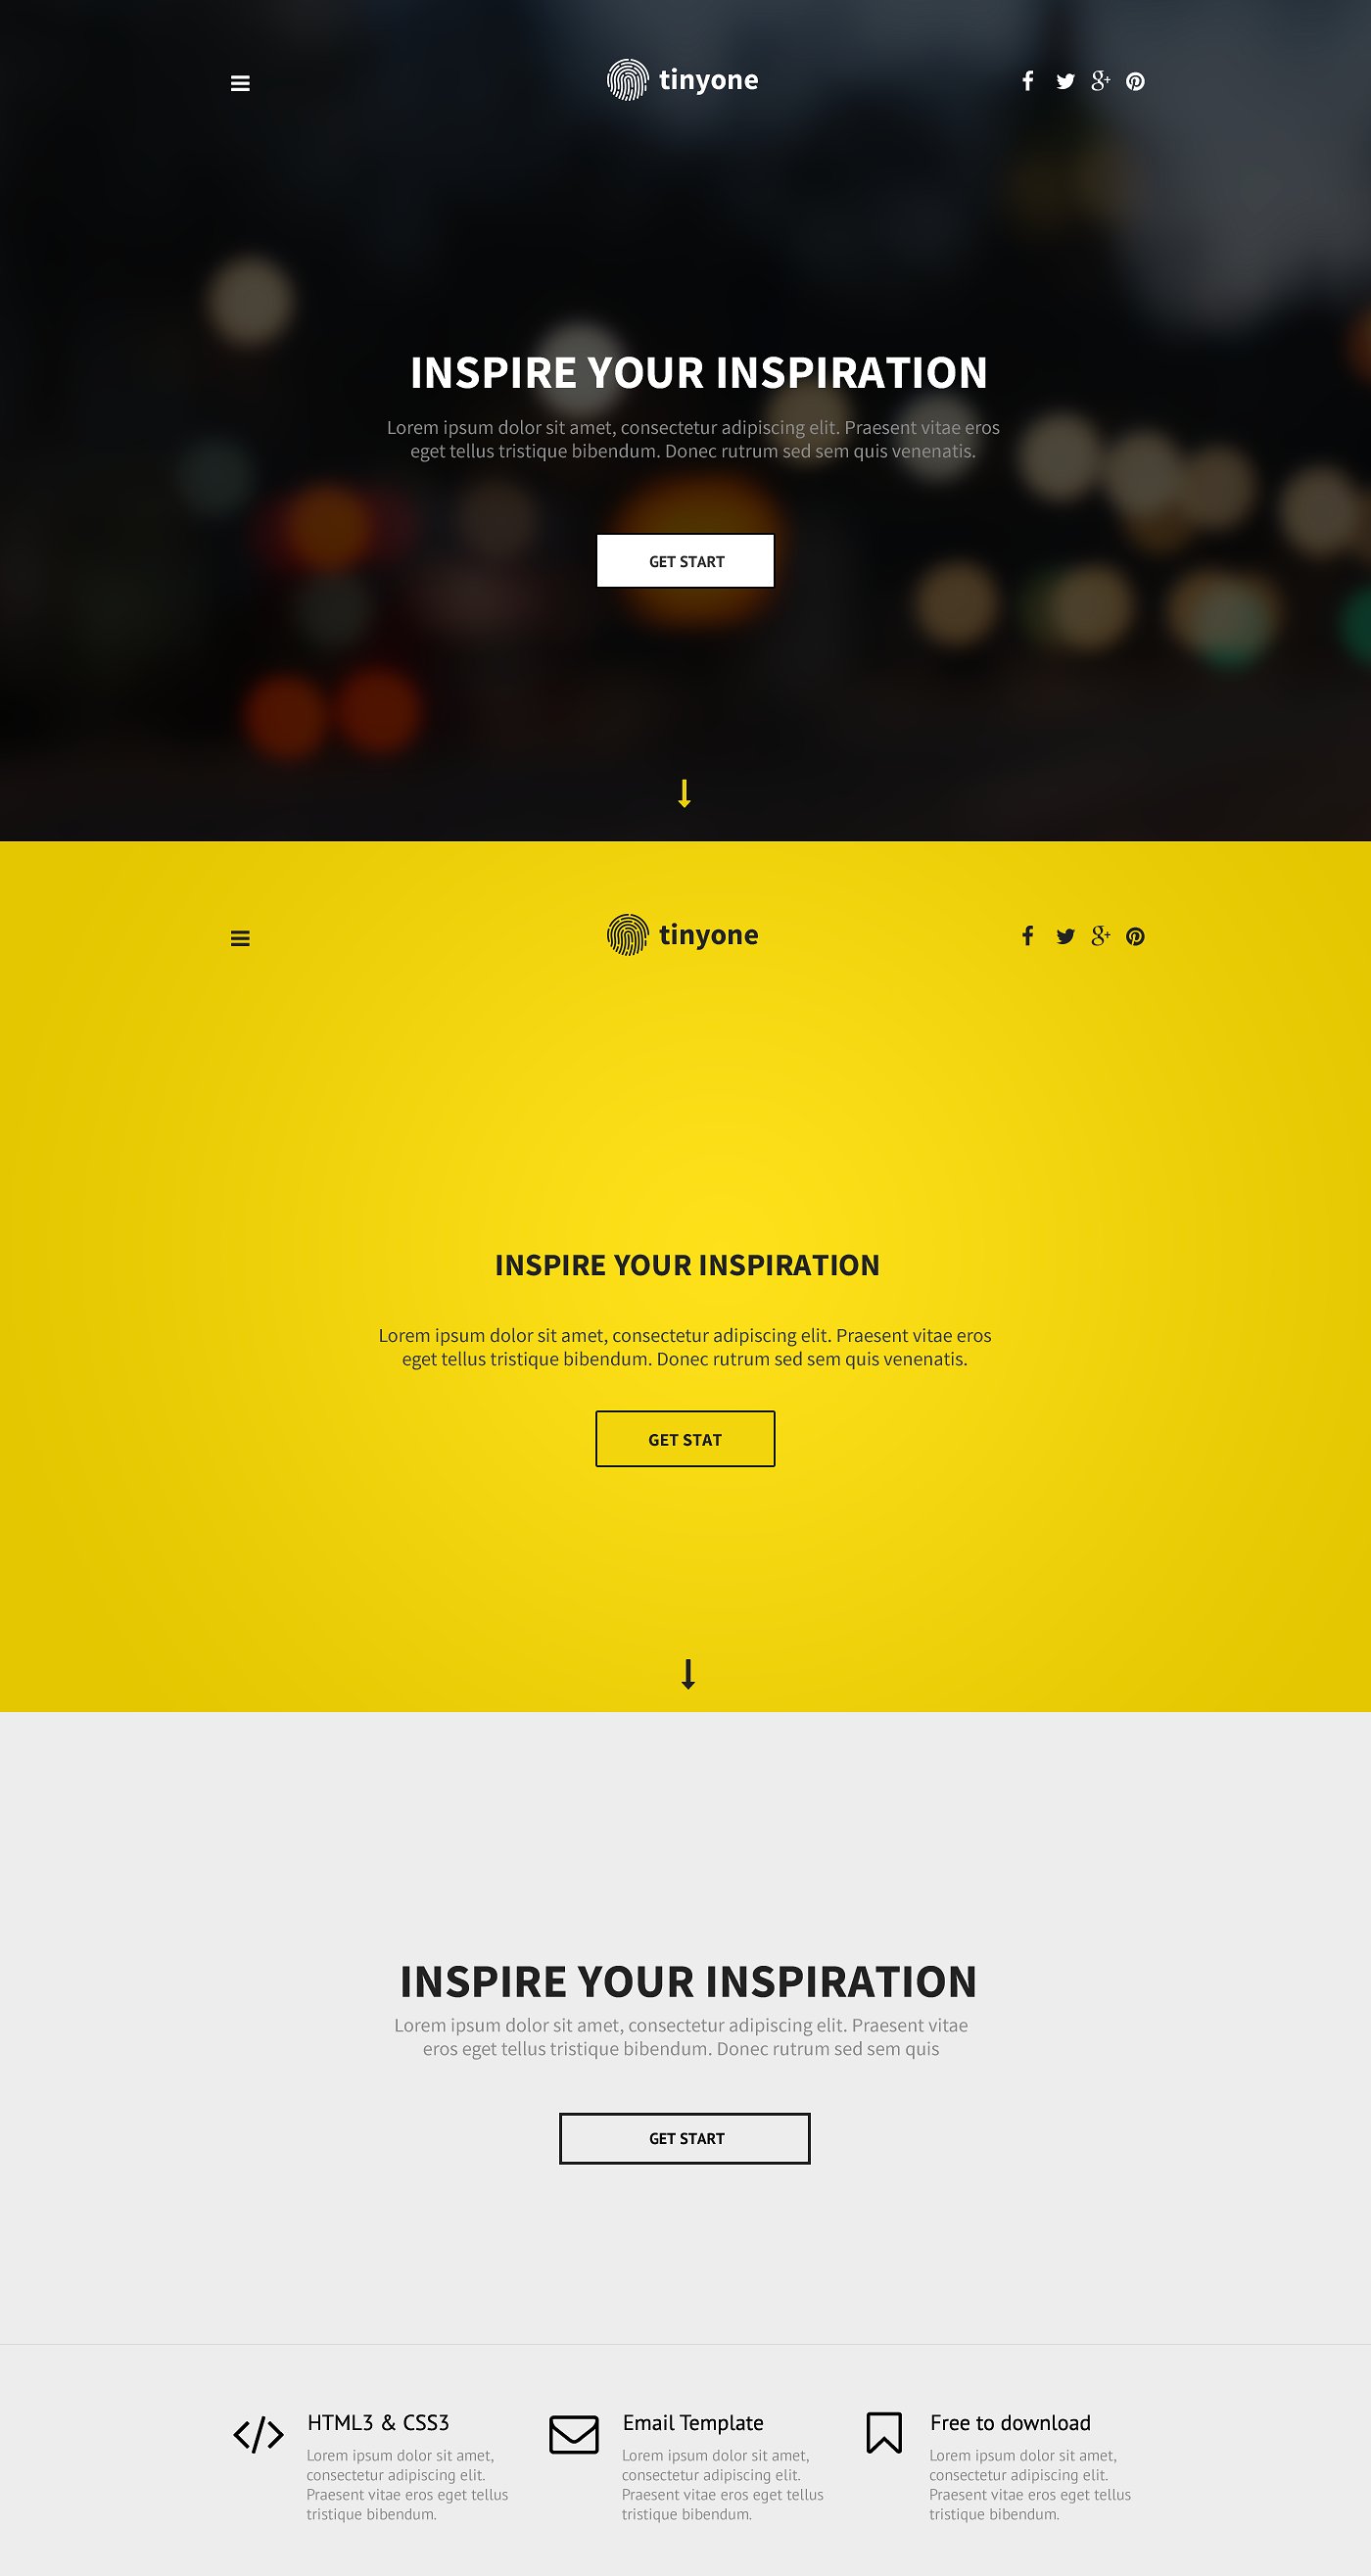 tinyone
INSPIRE YOUR INSPIRATION
Lorem ipsum dolor sit amet, consectetur adipiscing elit. Praesent vitae eros
eget tellus tristique bibendum. Donec rutrum sed sem quis venenatis.
GET START
tinyone
INSPIRE YOUR INSPIRATION
Lorem ipsum dolor sit amet, consectetur adipiscing elit. Praesent vitae eros
eget tellus tristique bibendum. Donec rutrum sed sem quis venenatis.
GET STAT
INSPIRE YOUR INSPIRATION
Lorem ipsum dolor sit amet, consectetur adipiscing elit. Praesent vitae
eros eget tellus tristique bibendum. Donec rutrum sed sem quis
GET START
HTML3 & CSS3
Lorem ipsum dolor sit amet,
consectetur adipiscing elit.
Praesent vitae eros eget tellus
tristique bibendum.
Email Template
Lorem ipsum dolor sit amet,
consectetur adipiscing elit.
Praesent vitae eros eget tellus
tristique bibendum.
Free to download
Lorem ipsum dolor sit amet,
consectetur adipiscing elit.
Praesent vitae eros eget tellus
tristique bibendum.